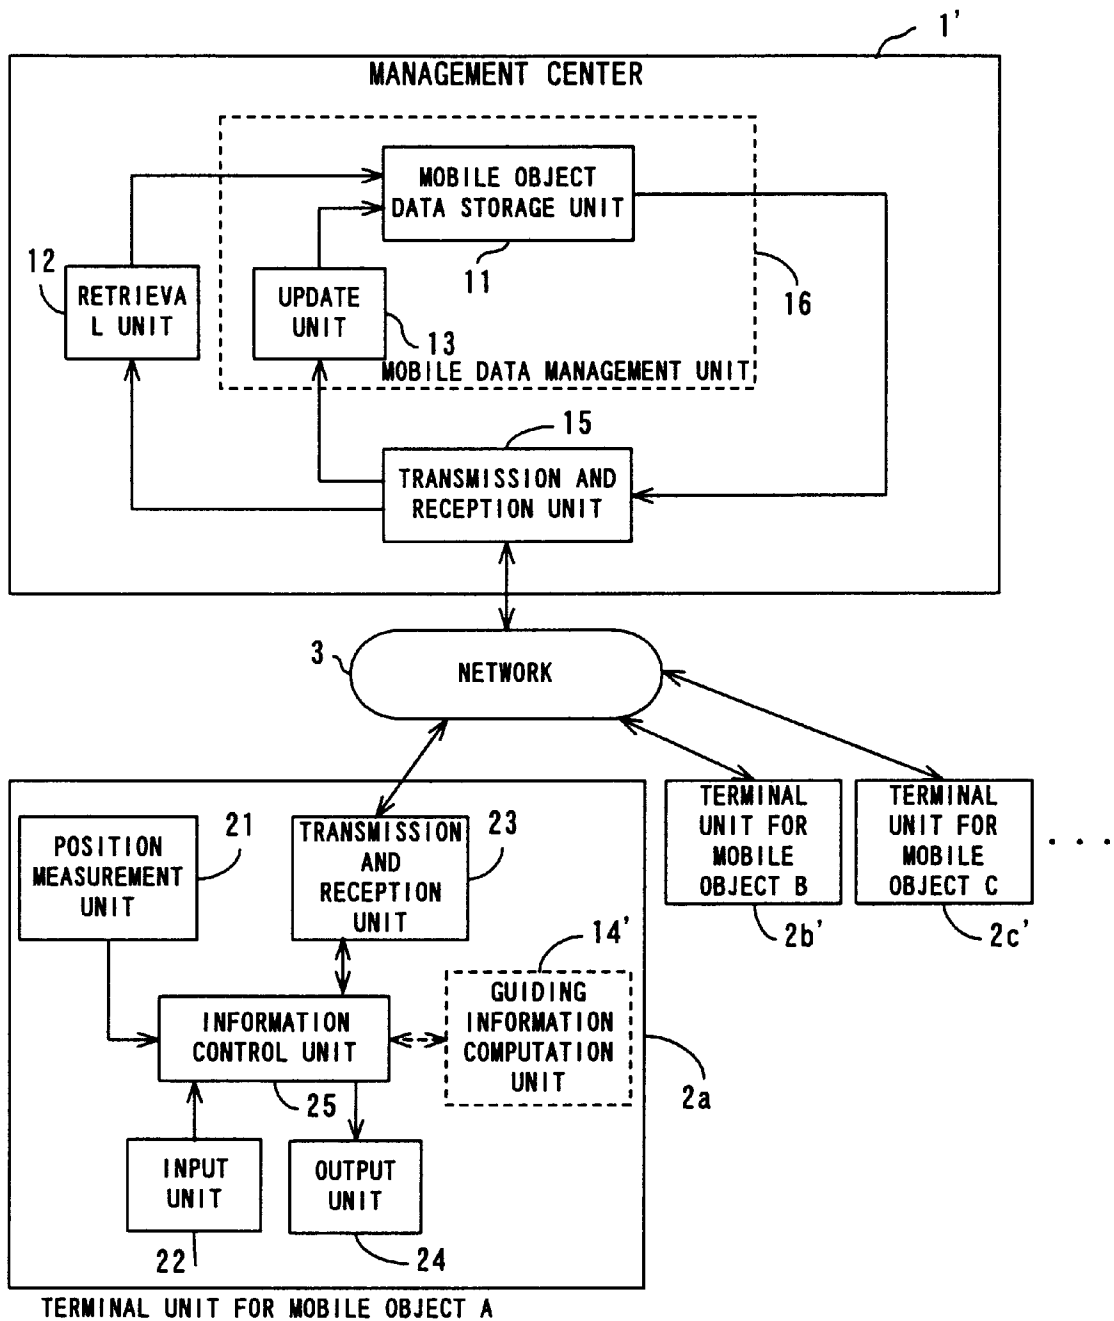 1'
MANAGEMENT CENTER
MOBILE OBJECT
DATA STORAGE UNIT
11
12
RETRIEVA
L UNIT
UPDATE
UNIT
13
16
MOBILE DATA MANAGEMENT UNIT
15
TRANSMISSION AND
RECEPTION UNIT
3
NETWORK
21
POSITION
MEASUREMENT
UNIT
TRANSMISSION
AND
RECEPTION
UNIT
23
TERMINAL
UNIT FOR
MOBILE
OBJECT B
2b'
TERMINAL
UNIT FOR
MOBILE
OBJECT C
2c'
. . .
14'
GUIDING
INFORMATION
COMPUTATION
UNIT
INFORMATION
CONTROL UNIT
25
2a
INPUT
UNIT
22
OUTPUT
UNIT
24
TERMINAL UNIT FOR MOBILE OBJECT A